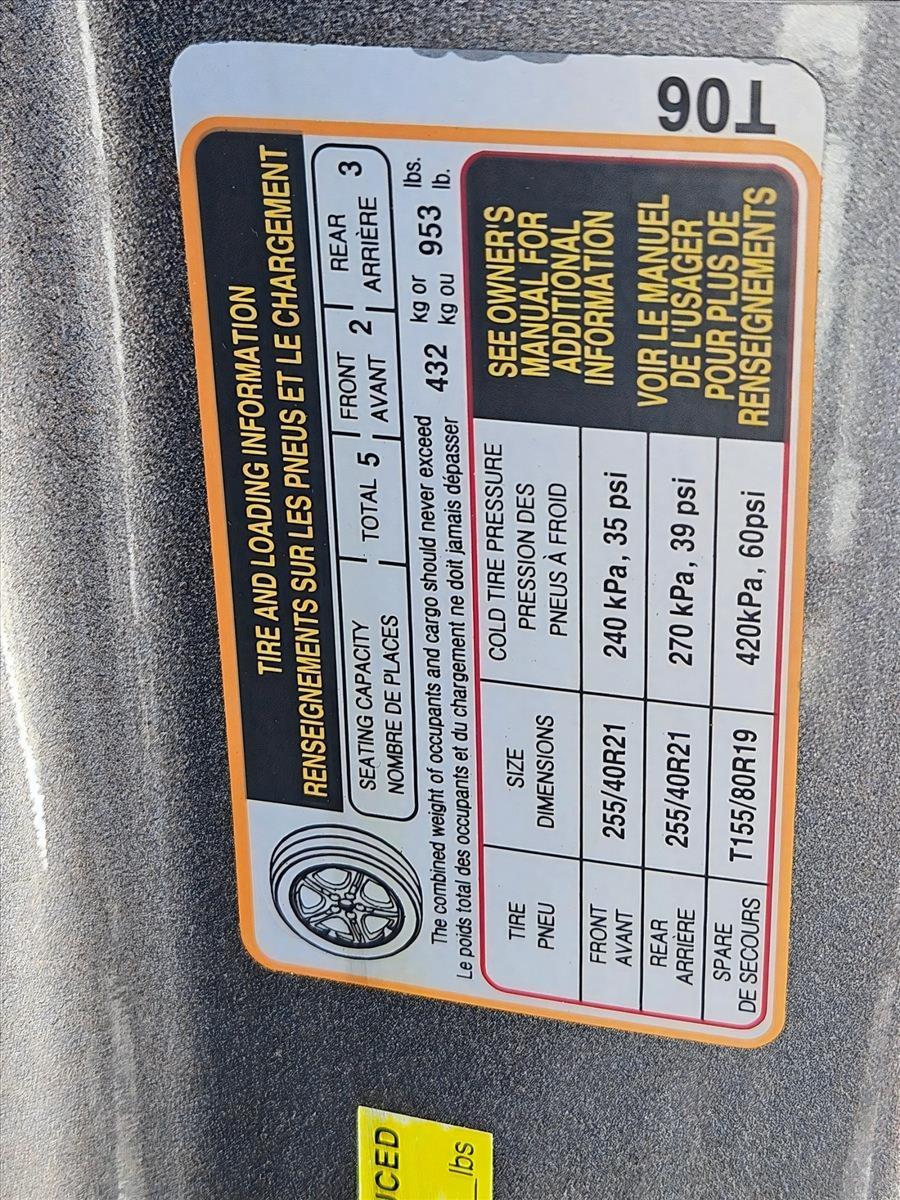 T06
TIRE AND LOADING INFORMATION
RENSEIGNEMENTS SUR LES PNEUS ET LE CHARGEMENT
SEATING CAPACITY
NOMBRE DE PLACES
TOTAL 5
FRONT
AVANT 2
REAR
ARRIÈRE 3
The combined weight of occupants and cargo should never exceed 432 kg or 953 lbs.
Le poids total des occupants et du chargement ne doit jamais dépasser kg ou lb.
TIRE
PNEU
SIZE
DIMENSIONS
COLD TIRE PRESSURE
PRESSION DES
PNEUS À FROID
FRONT
AVANT
255/40R21
240 kPa, 35 psi
REAR
ARRIÈRE
255/40R21
270 kPa, 39 psi
SPARE
DE SECOURS
T155/80R19
420kPa, 60psi
SEE OWNER'S
MANUAL FOR
ADDITIONAL
INFORMATION
VOIR LE MANUEL
DE L'USAGER
POUR PLUS DE
RENSEIGNEMENTS
UCED
_lbs